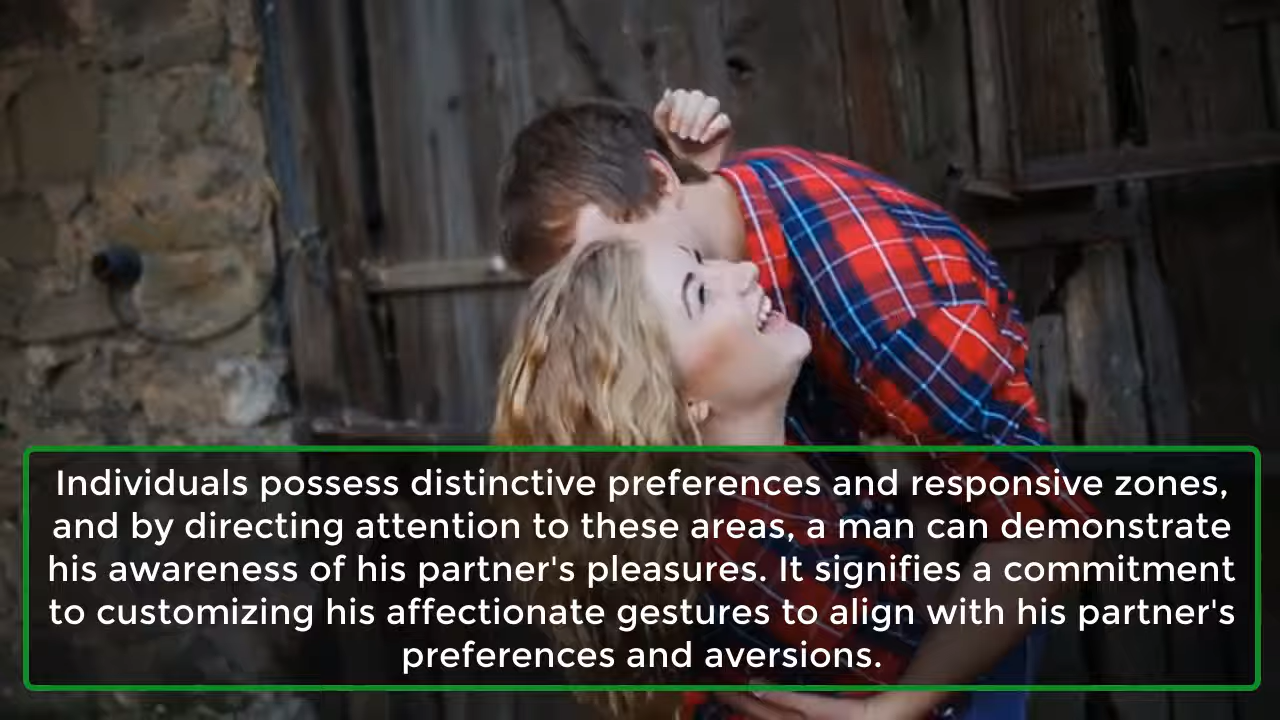 Individuals possess distinctive preferences and responsive zones,
and by directing attention to these areas, a man can demonstrate
his awareness of his partner's pleasures. It signifies a commitment
to customizing his affectionate gestures to align with his partner's
preferences and aversions.